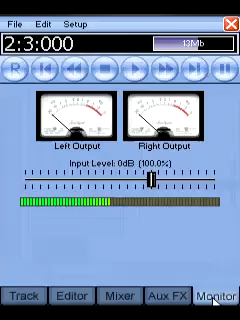 File Edit Setup
2:3:000
13Mb
R
Left Output
Right Output
Input Level: 0dB (100.0%)
Track Editor Mixer Aux FX Monitor